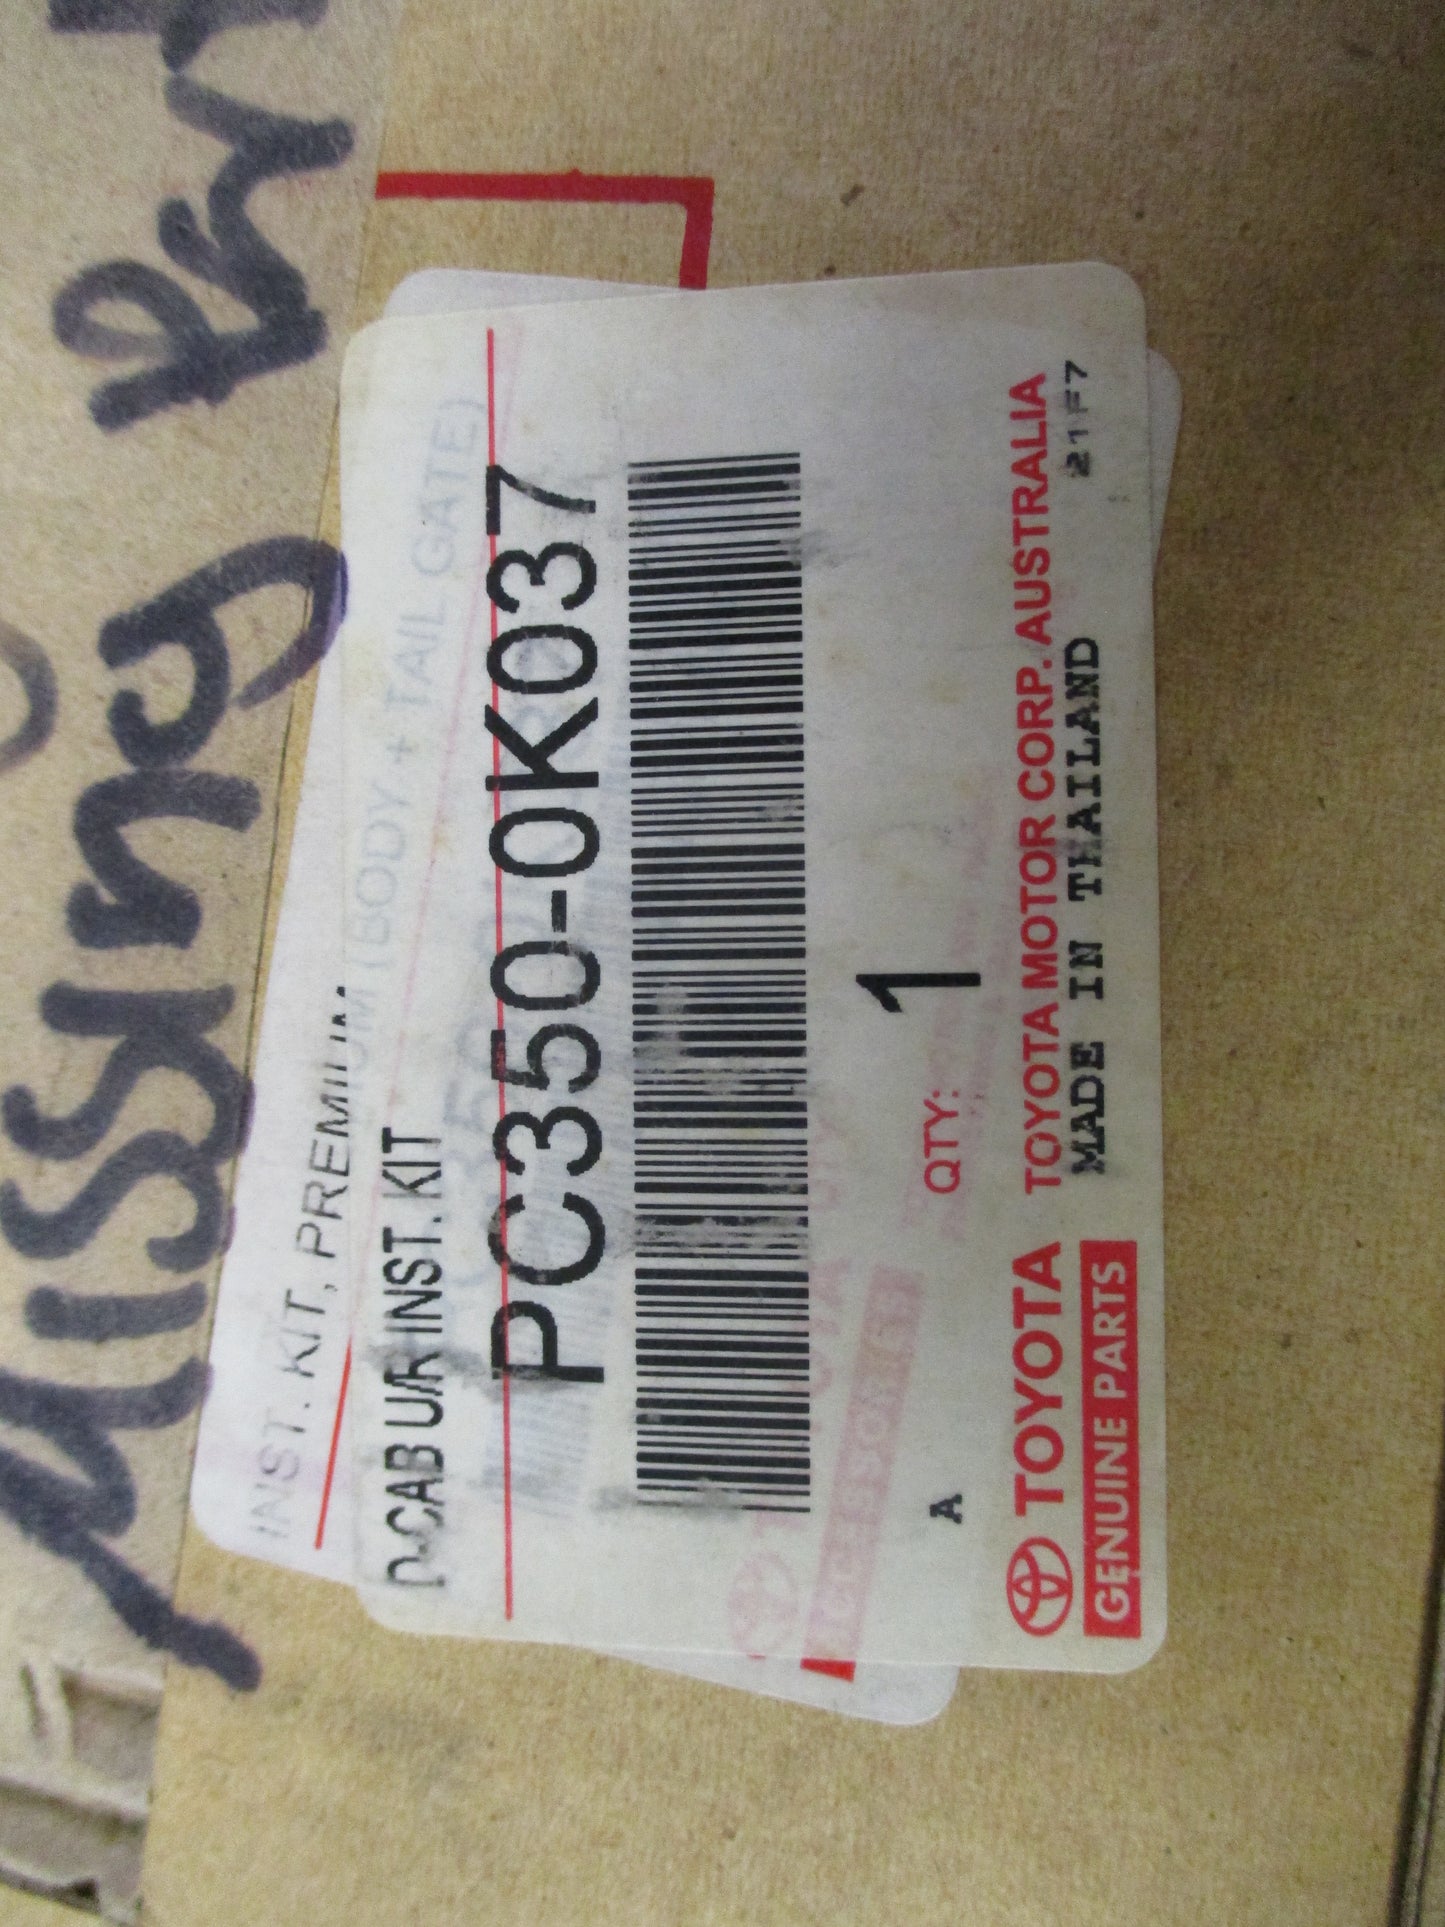 Missing
INST. KIT, PREMIUM (BODY + TAIL GATE)
D-CAB U/R INST. KIT
PC350-0K037
QTY: 1
A
TOYOTA
GENUINE PARTS
TOYOTA MOTOR CORP. AUSTRALIA
MADE IN THAILAND
21F7